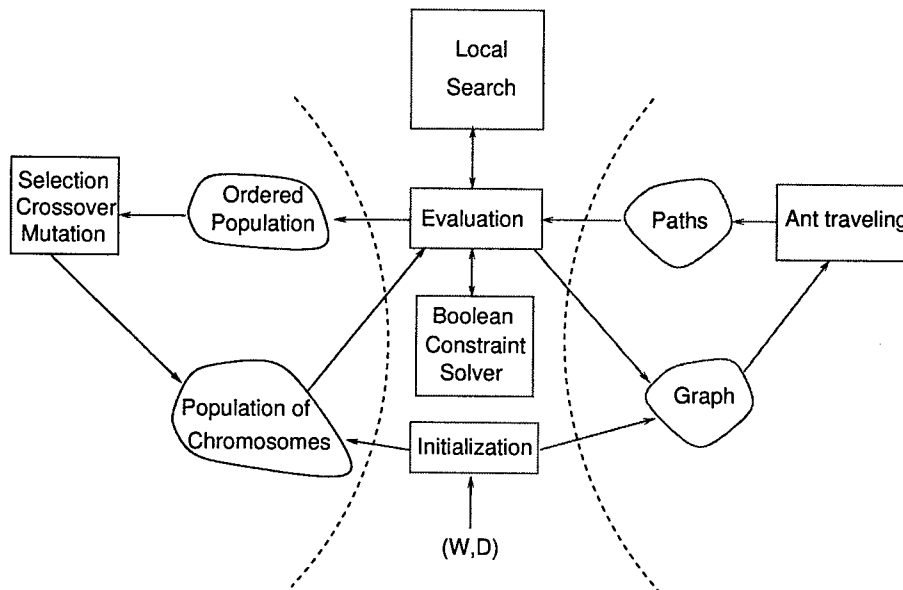 Local
Search
Selection
Crossover
Mutation
Ordered
Population
Evaluation
Paths
Ant traveling
Boolean
Constraint
Solver
Population of
Chromosomes
Initialization
Graph
(W,D)